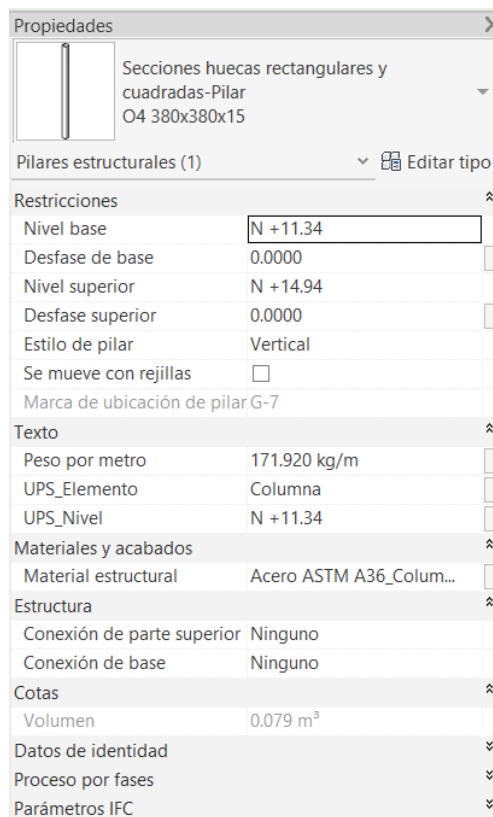 Propiedades
Secciones huecas rectangulares y
cuadradas-Pilar
O4 380x380x15
Pilares estructurales (1)
Editar tipo
Restricciones
Nivel base N +11.34
Desfase de base 0.0000
Nivel superior N +14.94
Desfase superior 0.0000
Estilo de pilar Vertical
Se mueve con rejillas
Marca de ubicación de pilar G-7
Texto
Peso por metro 171.920 kg/m
UPS_Elemento Columna
UPS_Nivel N +11.34
Materiales y acabados
Material estructural Acero ASTM A36_Colum...
Estructura
Conexión de parte superior Ninguno
Conexión de base Ninguno
Cotas
Volumen 0.079 m³
Datos de identidad
Proceso por fases
Parámetros IFC